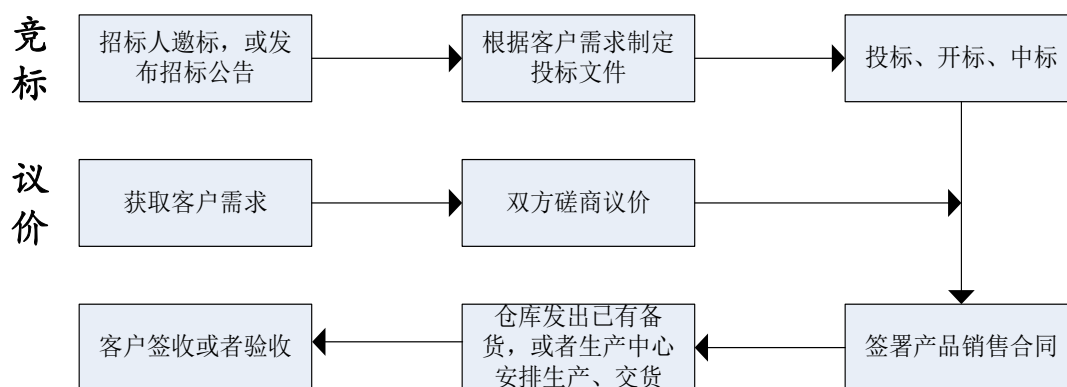 竞标
招标人邀标，或发
布招标公告
根据客户需求制定
投标文件
投标、开标、中标
议价
获取客户需求
双方磋商议价
客户签收或者验收
仓库发出已有备
货，或者生产中心
安排生产、交货
签署产品销售合同